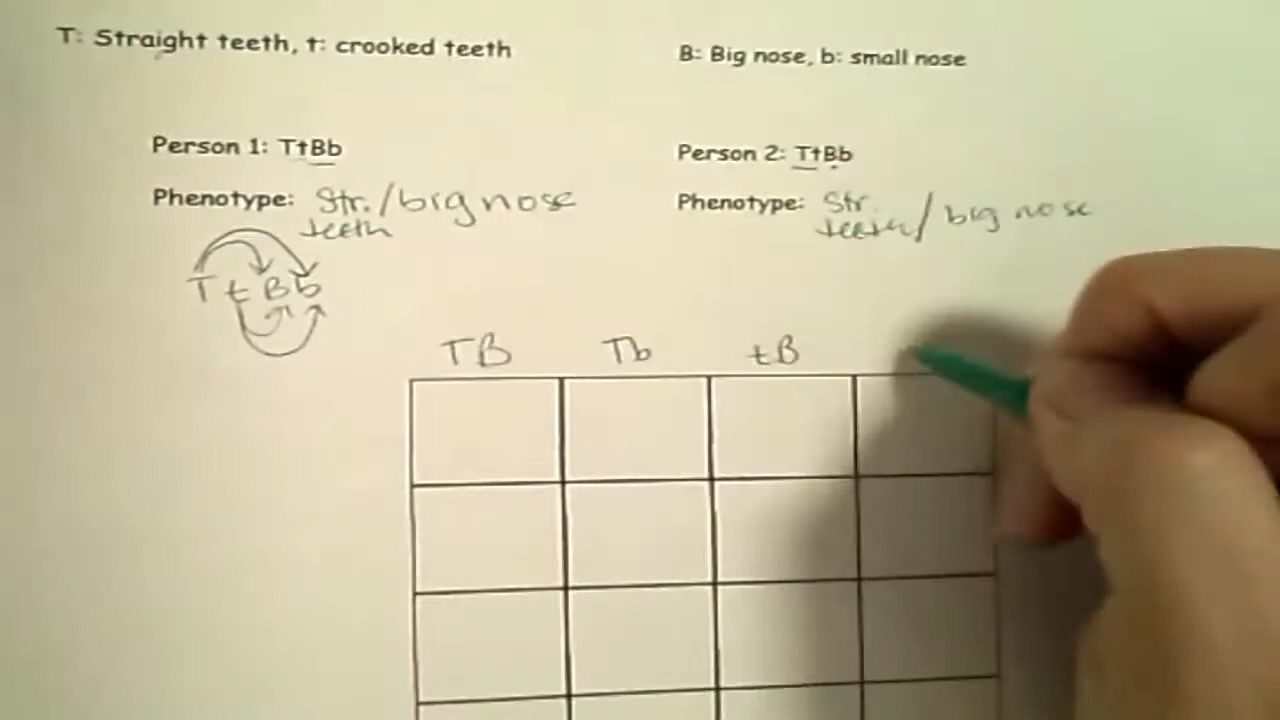 T: Straight teeth, t: crooked teeth
B: Big nose, b: small nose
Person 1: TtBb
Phenotype: Str. / big nose
teeth
Person 2: TtBb
Phenotype: Str.
teeth / big nose
T t B b
TB Tb tB